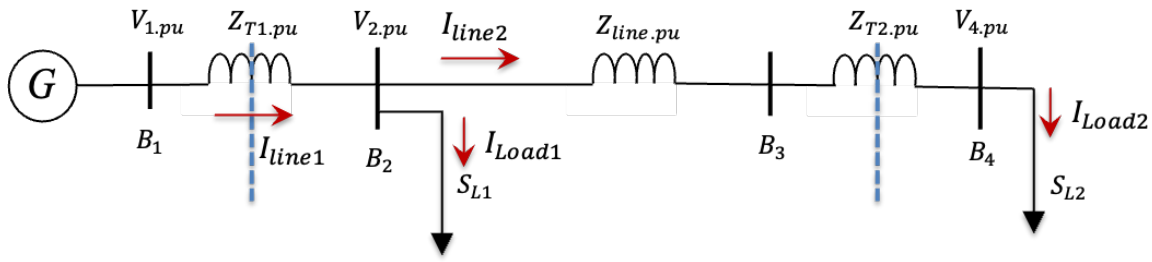 V1.pu ZT1.pu V2.pu Iline2 Zline.pu ZT2.pu V4.pu
G
B1 Iline1 B2 ILoad1 B3 B4 ILoad2
SL1 SL2